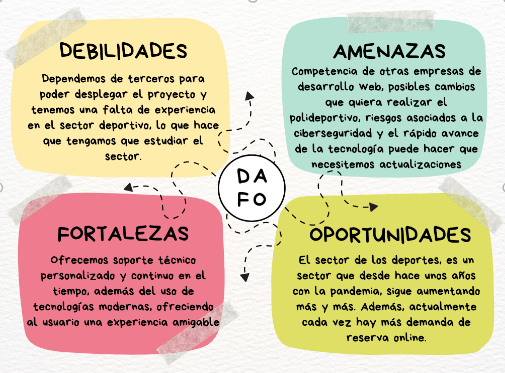 DEBILIDADES
Dependemos de terceros para
poder desplegar el proyecto y
tenemos una falta de experiencia
en el sector deportivo, lo que hace
que tengamos que estudiar el
sector.
AMENAZAS
Competencia de otras empresas de
desarrollo web, posibles cambios
que quiera realizar el
polideportivo, riesgos asociados a la
ciberseguridad y el rápido avance
de la tecnología puede hacer que
necesitemos actualizaciones
DA
FO
FORTALEZAS
Ofrecemos soporte técnico
personalizado y continuo en el
tiempo, además del uso de
tecnologías modernas, ofreciendo
al usuario una experiencia amigable
OPORTUNIDADES
El sector de los deportes, es un
sector que desde hace unos años
con la pandemia, sigue aumentando
más y más. Además, actualmente
cada vez hay más demanda de
reserva online.